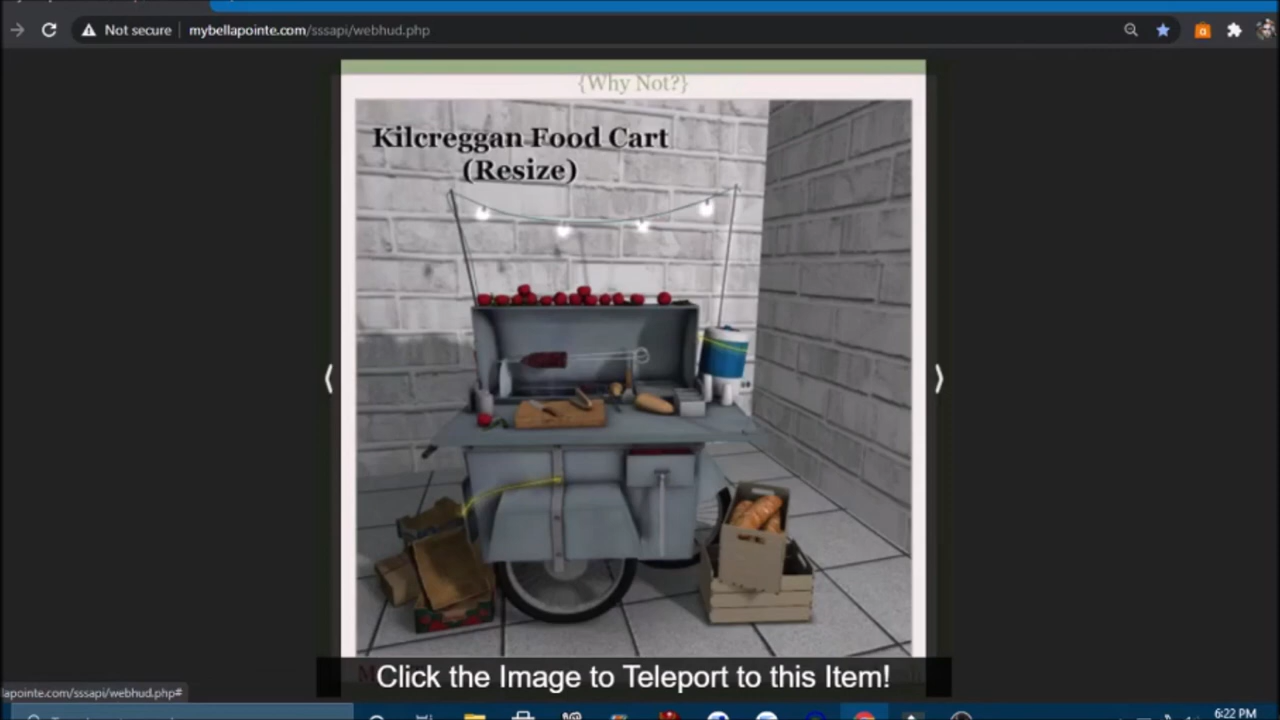 Not secure
mybellapointe.com/sssapi/webhud.php
{Why Not?}
Kilcreggan Food Cart
(Resize)
Click the Image to Teleport to this Item!
lapointe.com/sssapi/webhud.php#
6:22 PM